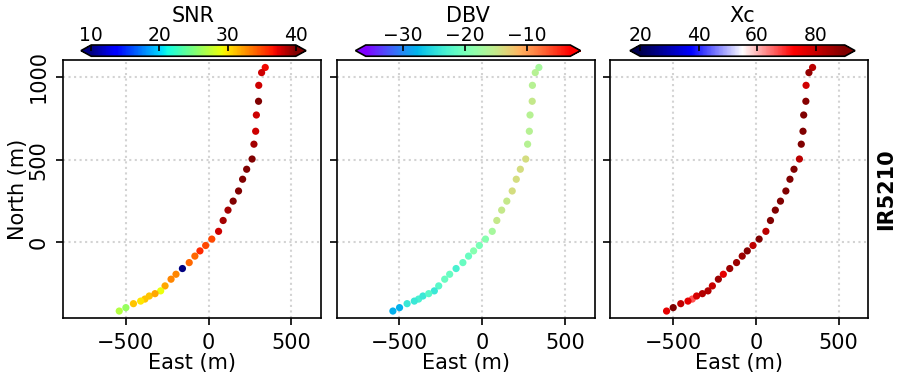 SNR DBV Xc
10 20 30 40 −30 −20 −10 20 40 60 80
1000
500
0
North (m)
IR5210
−500 0 500 −500 0 500 −500 0 500
East (m) East (m) East (m)